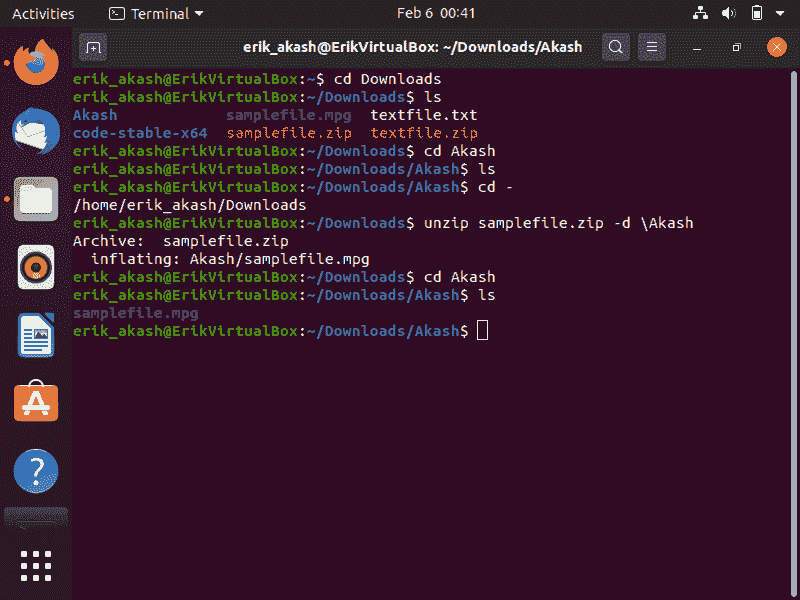 Activities Terminal Feb 6 00:41
erik_akash@ErikVirtualBox: ~/Downloads/Akash
erik_akash@ErikVirtualBox:~$ cd Downloads
erik_akash@ErikVirtualBox:~/Downloads$ ls
Akash samplefile.mpg textfile.txt
code-stable-x64 samplefile.zip textfile.zip
erik_akash@ErikVirtualBox:~/Downloads$ cd Akash
erik_akash@ErikVirtualBox:~/Downloads/Akash$ ls
erik_akash@ErikVirtualBox:~/Downloads/Akash$ cd -
/home/erik_akash/Downloads
erik_akash@ErikVirtualBox:~/Downloads$ unzip samplefile.zip -d \Akash
Archive:  samplefile.zip
  inflating: Akash/samplefile.mpg
erik_akash@ErikVirtualBox:~/Downloads$ cd Akash
erik_akash@ErikVirtualBox:~/Downloads/Akash$ ls
samplefile.mpg
erik_akash@ErikVirtualBox:~/Downloads/Akash$